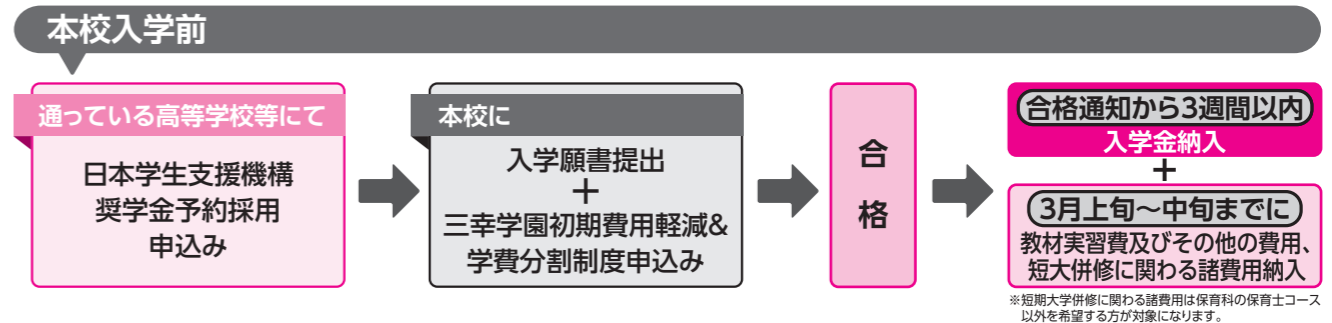 本校入学前
通っている高等学校等にて
日本学生支援機構
奨学金予約採用
申込み
本校に
入学願書提出
+
三幸学園初期費用軽減&
学費分割制度申込み
合
格
合格通知から3週間以内
入学金納入
+
3月上旬~中旬までに
教材実習費及びその他の費用、
短大併修に関わる諸費用納入
※短期大学併修に関わる諸費用は保育科の保育士コース
以外を希望する方が対象になります。